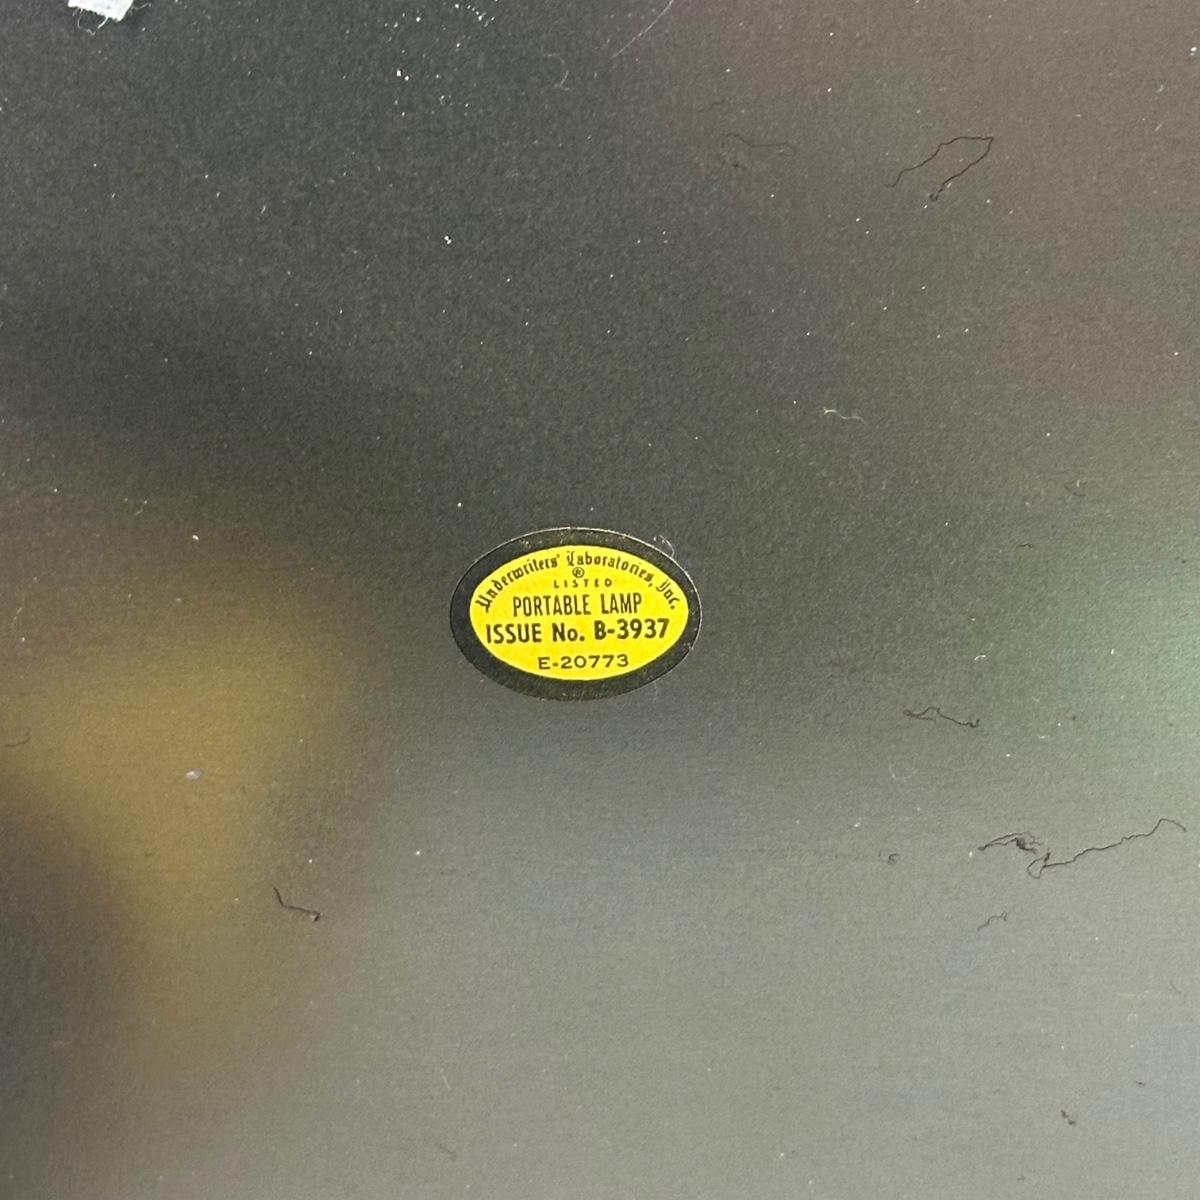 Underwriters' Laboratories, Inc.
®
LISTED
PORTABLE LAMP
ISSUE No. B-3937
E-20773